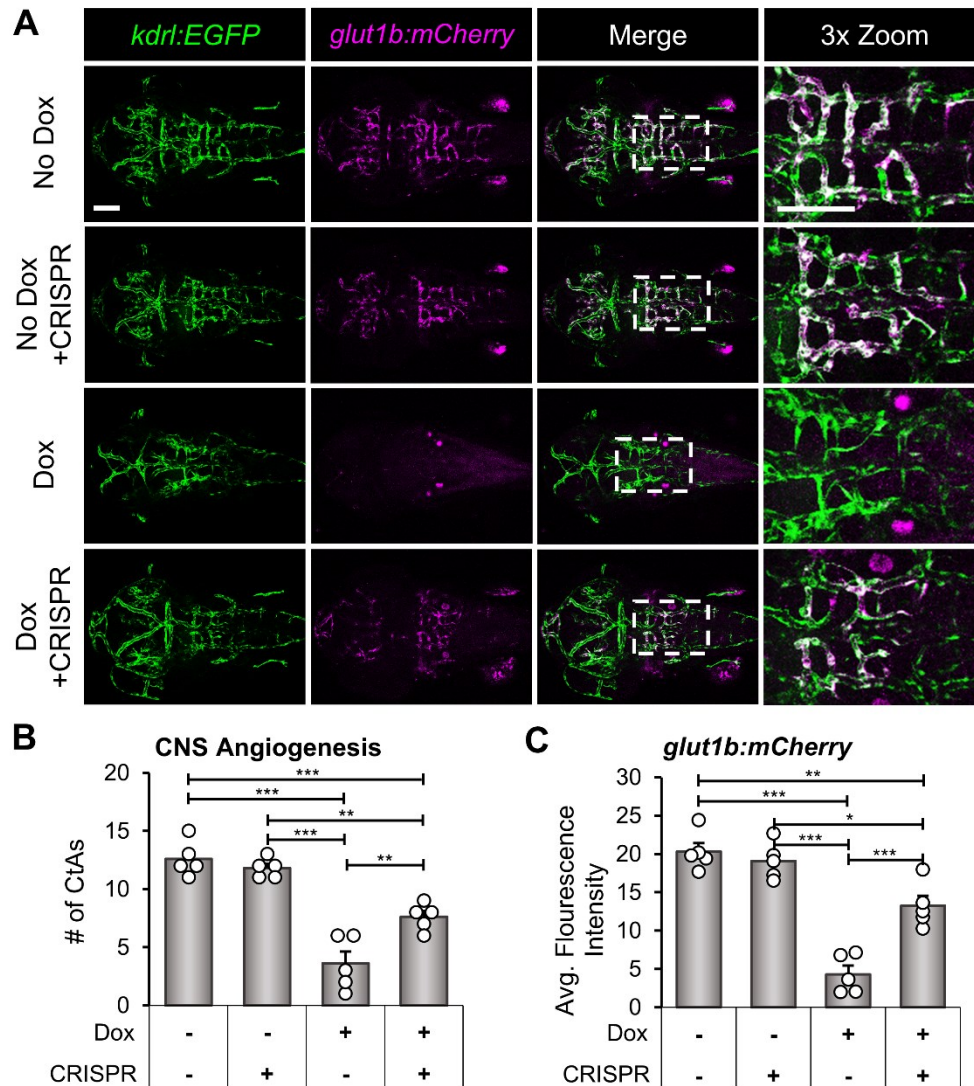 A
kdrl:EGFP glut1b:mCherry Merge 3x Zoom
No Dox
No Dox
+CRISPR
Dox
Dox
+CRISPR
B
CNS Angiogenesis
# of CtAs
20
15
10
5
0
***
***
**
***
**
Dox - - + +
CRISPR - + - +
C
glut1b:mCherry
Avg. Flourescence
Intensity
30
25
20
15
10
5
0
**
***
*
***
***
Dox - - + +
CRISPR - + - +